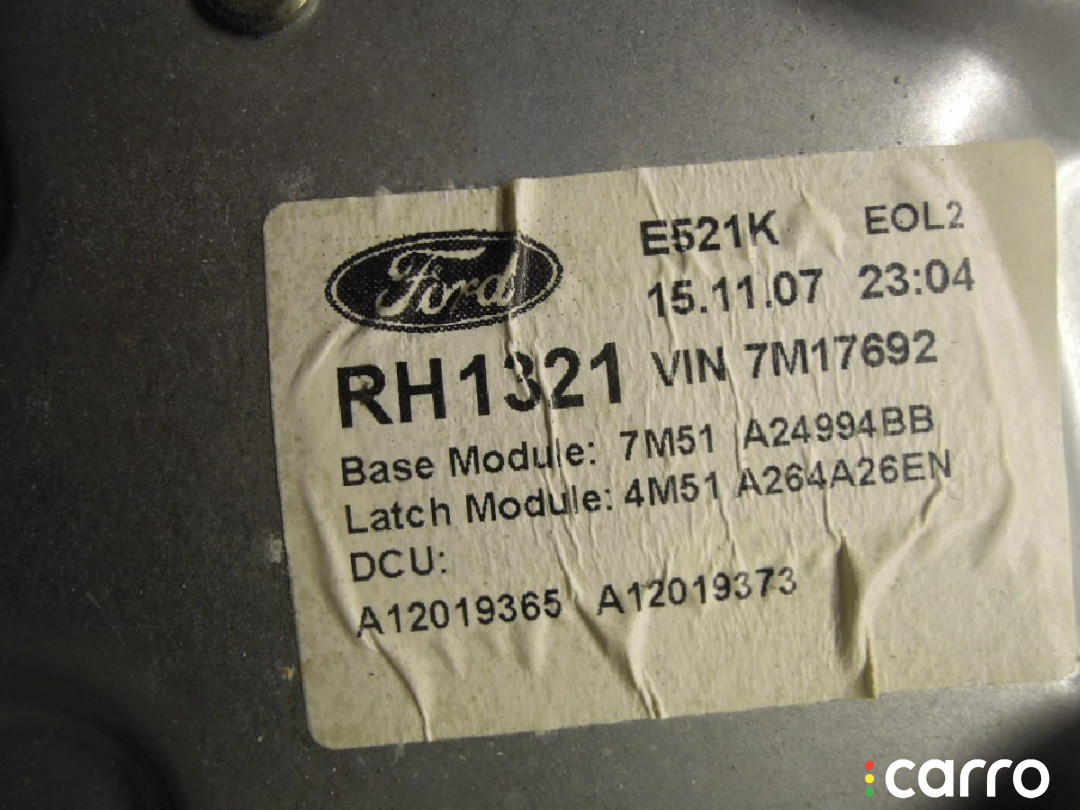 Ford
E521K EOL2
15.11.07 23:04
RH1321 VIN 7M17692
Base Module: 7M51 A24994BB
Latch Module: 4M51 A264A26EN
DCU:
A12019365 A12019373
carro